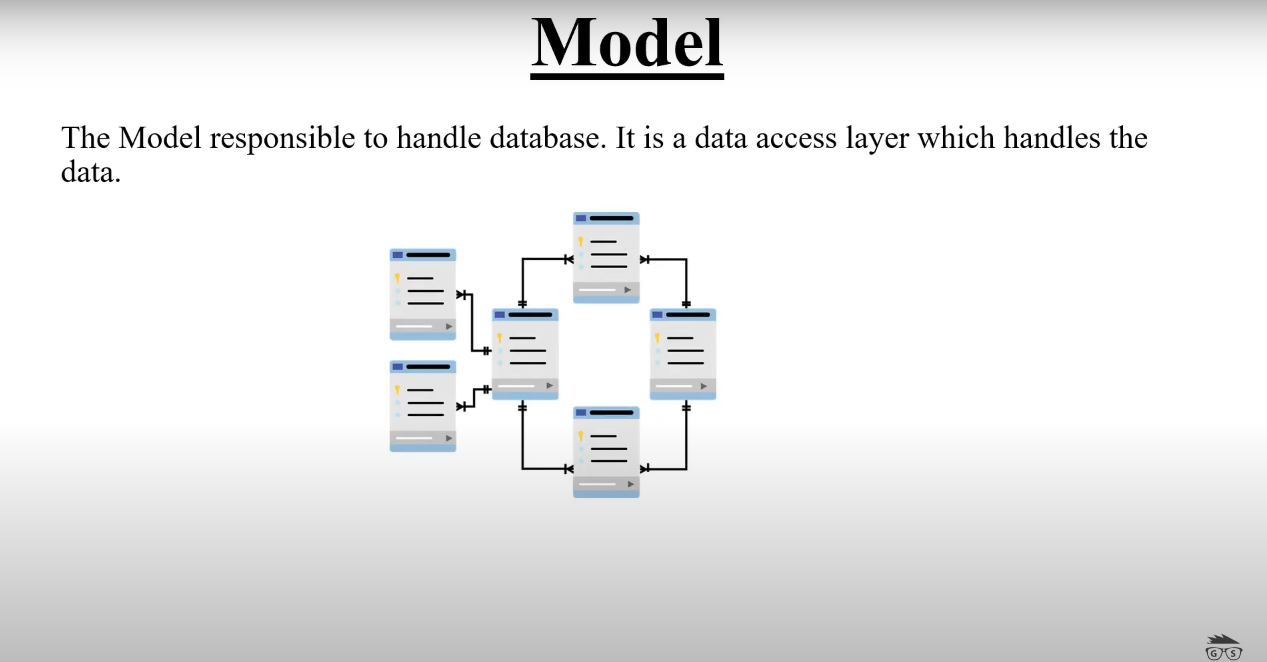 Model
The Model responsible to handle database. It is a data access layer which handles the
data.
G S